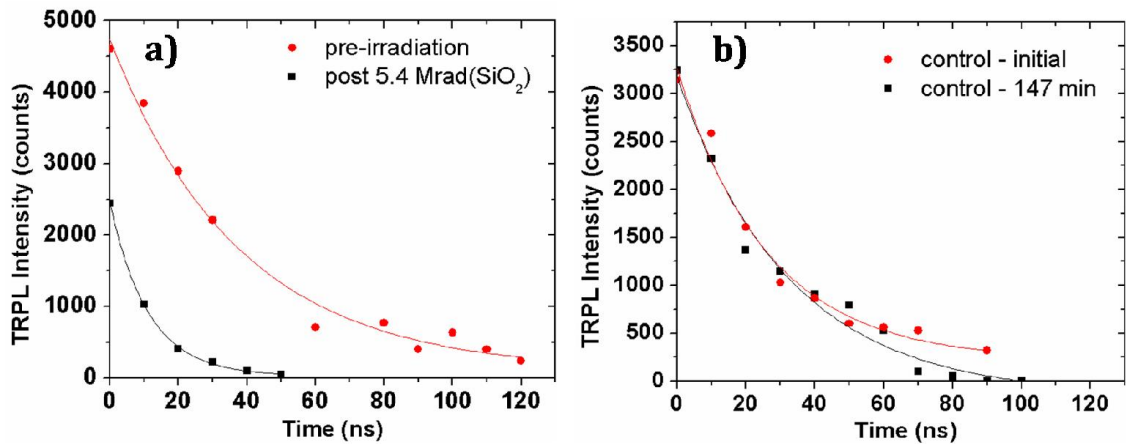 a)
pre-irradiation
post 5.4 Mrad(SiO₂)
TRPL Intensity (counts)
5000
4000
3000
2000
1000
0
0 20 40 60 80 100 120
Time (ns)
b)
control - initial
control - 147 min
TRPL Intensity (counts)
3500
3000
2500
2000
1500
1000
500
0
0 20 40 60 80 100 120
Time (ns)